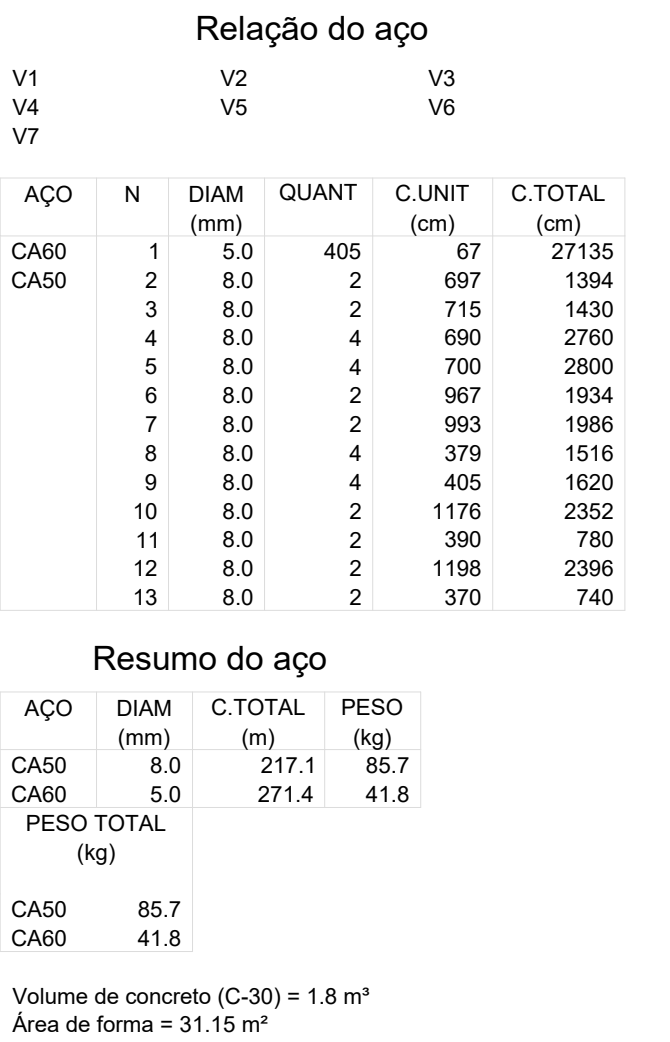 Relação do aço
V1 V2 V3
V4 V5 V6
V7
AÇO N DIAM QUANT C.UNIT C.TOTAL
(mm) (cm) (cm)
CA60 1 5.0 405 67 27135
CA50 2 8.0 2 697 1394
3 8.0 2 715 1430
4 8.0 4 690 2760
5 8.0 4 700 2800
6 8.0 2 967 1934
7 8.0 2 993 1986
8 8.0 4 379 1516
9 8.0 4 405 1620
10 8.0 2 1176 2352
11 8.0 2 390 780
12 8.0 2 1198 2396
13 8.0 2 370 740
Resumo do aço
AÇO DIAM C.TOTAL PESO
(mm) (m) (kg)
CA50 8.0 217.1 85.7
CA60 5.0 271.4 41.8
PESO TOTAL
(kg)
CA50 85.7
CA60 41.8
Volume de concreto (C-30) = 1.8 m³
Área de forma = 31.15 m²